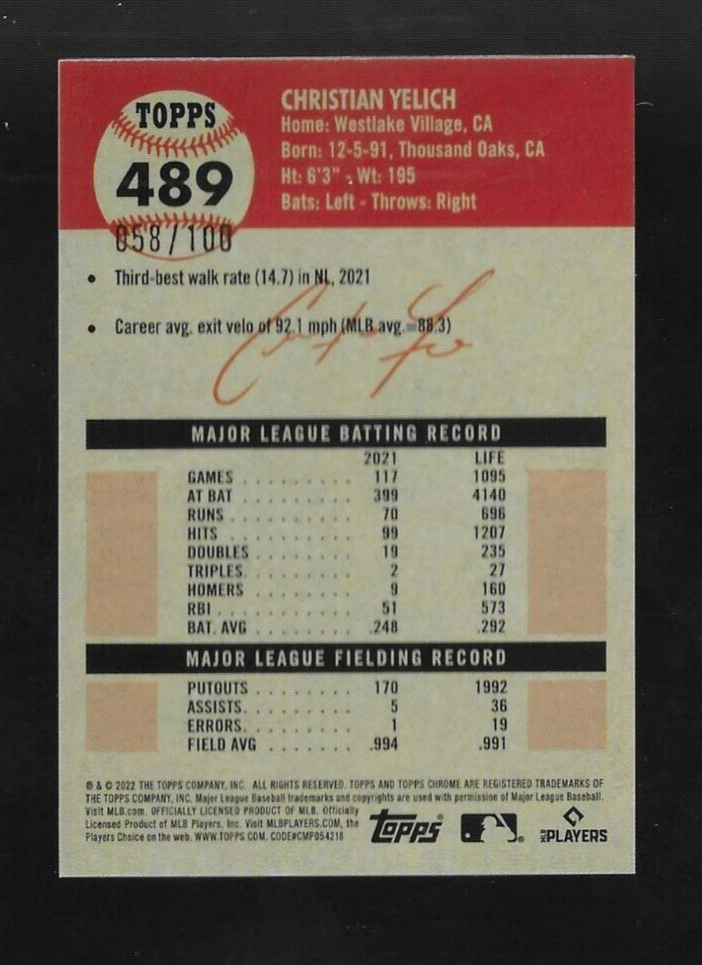 TOPPS
489
058/100
CHRISTIAN YELICH
Home: Westlake Village, CA
Born: 12-5-91, Thousand Oaks, CA
Ht: 6'3" - Wt: 195
Bats: Left - Throws: Right
• Third-best walk rate (14.7) in NL, 2021
• Career avg. exit velo of 92.1 mph (MLB avg.=88.3)
MAJOR LEAGUE BATTING RECORD
2021 LIFE
GAMES . . . . . . . . . 117 1095
AT BAT . . . . . . . . . 399 4140
RUNS . . . . . . . . . . 70 696
HITS . . . . . . . . . . 99 1207
DOUBLES . . . . . . . . 19 235
TRIPLES. . . . . . . . . 2 27
HOMERS . . . . . . . . 9 160
RBI . . . . . . . . . . . 51 573
BAT. AVG . . . . . . . . .248 .292
MAJOR LEAGUE FIELDING RECORD
PUTOUTS . . . . . . . . 170 1992
ASSISTS. . . . . . . . . 5 36
ERRORS. . . . . . . . . 1 19
FIELD AVG . . . . . . . .994 .991
® & © 2022 THE TOPPS COMPANY, INC. ALL RIGHTS RESERVED. TOPPS AND TOPPS CHROME ARE REGISTERED TRADEMARKS OF
THE TOPPS COMPANY, INC. Major League Baseball trademarks and copyrights are used with permission of Major League Baseball.
Visit MLB.com. OFFICIALLY LICENSED PRODUCT OF MLB. Officially
Licensed Product of MLB Players, Inc. Visit MLBPLAYERS.COM, the
Players Choice on the web. WWW.TOPPS.COM. CODE#CMP054218
Topps®
MLB PLAYERS